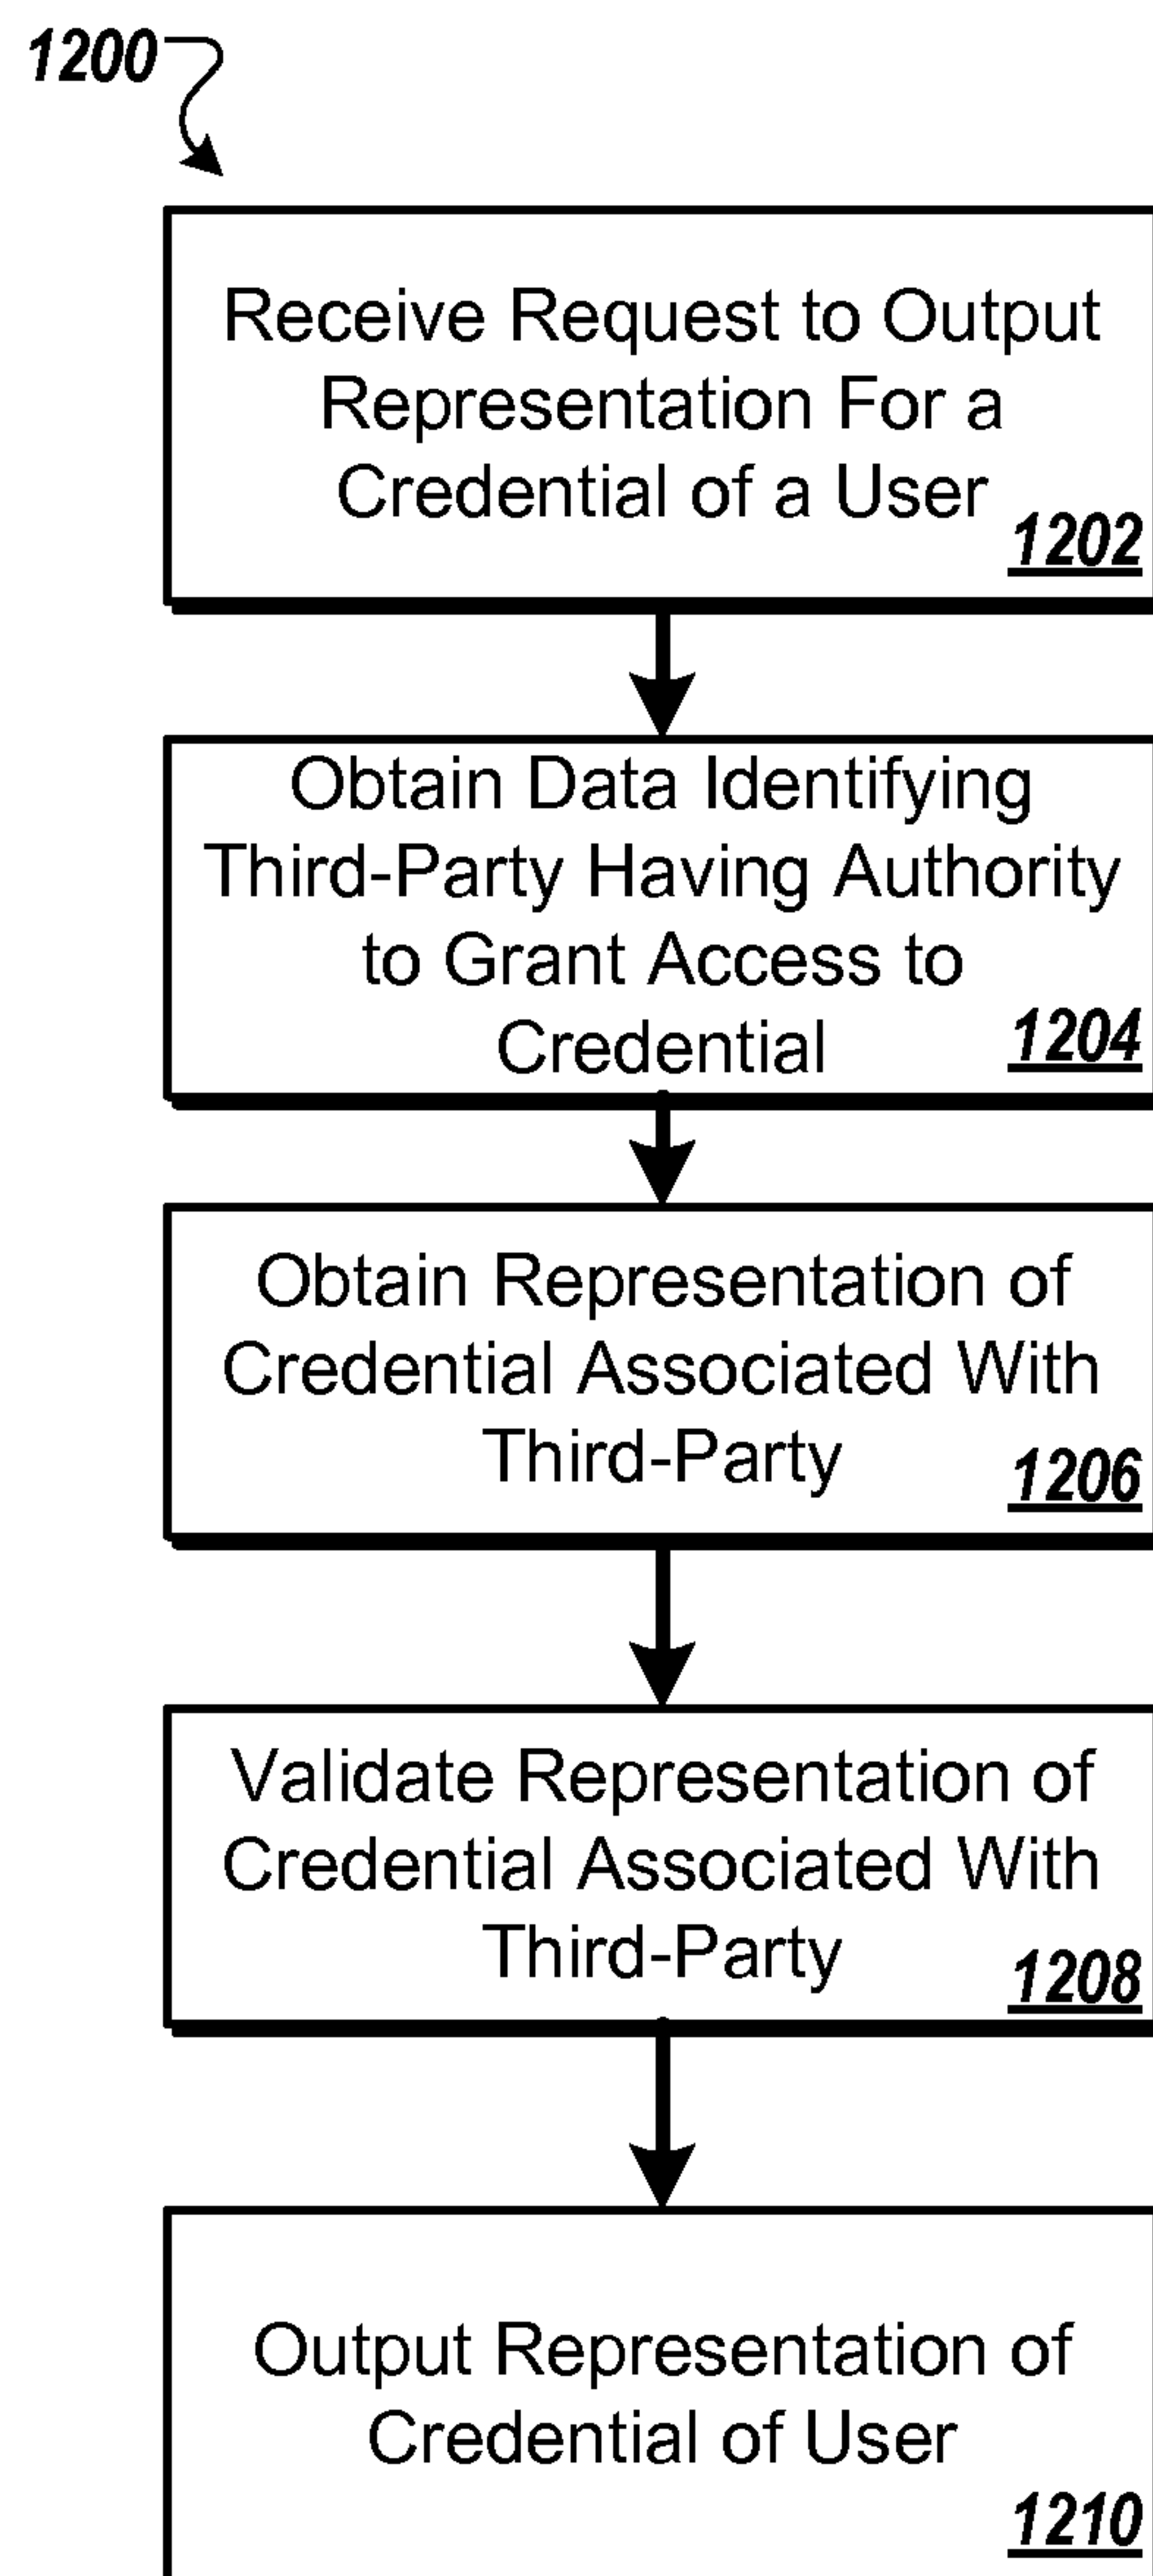 1200
Receive Request to Output
Representation For a
Credential of a User
1202
Obtain Data Identifying
Third-Party Having Authority
to Grant Access to
Credential
1204
Obtain Representation of
Credential Associated With
Third-Party
1206
Validate Representation of
Credential Associated With
Third-Party
1208
Output Representation of
Credential of User
1210